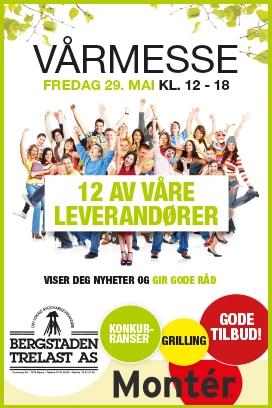 VÅRMESSE
FREDAG 29. MAI KL. 12 - 18
12 AV VÅRE
LEVERANDØRER
VISER DEG NYHETER OG GIR GODE RÅD
KONKUR-
RANSER
GRILLING
GODE
TILBUD!
BERGSTADEN
TRELAST AS
Montér